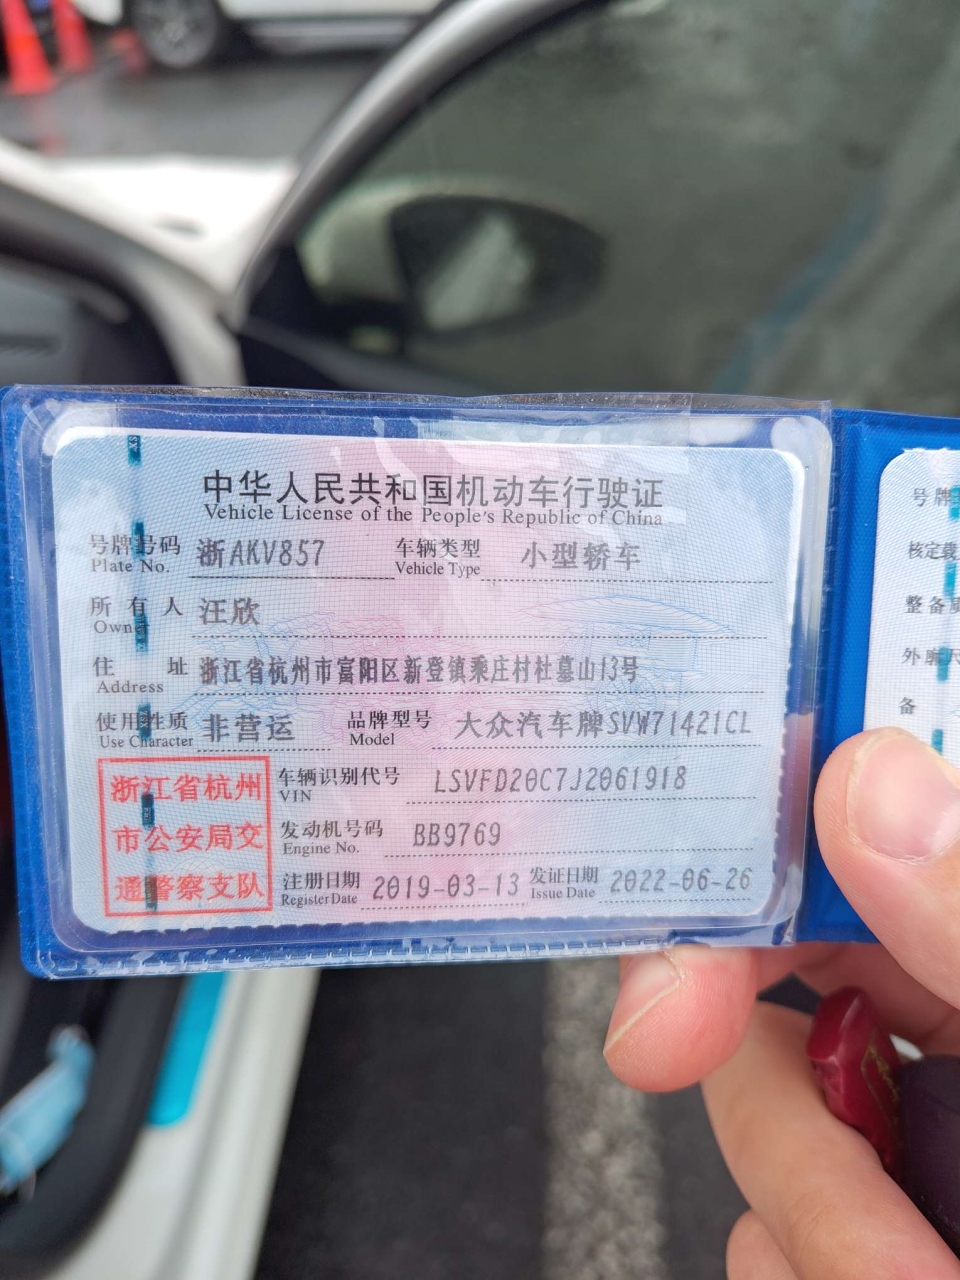 中华人民共和国机动车行驶证
Vehicle License of the People's Republic of China
号牌号码 浙AKV857 车辆类型 小型轿车
Plate No. Vehicle Type
所有人 汪欣
Owner
住址 浙江省杭州市富阳区新登镇乘庄村杜墓山13号
Address
使用性质 非营运 品牌型号 大众汽车牌SVW71421CL
Use Character Model
浙江省杭州
市公安局交
通警察支队
车辆识别代号 LSVFD20C7J2061918
VIN
发动机号码 BB9769
Engine No.
注册日期 2019-03-13 发证日期 2022-06-26
Register Date Issue Date
号牌
核定载
整备质
外廓尺
备